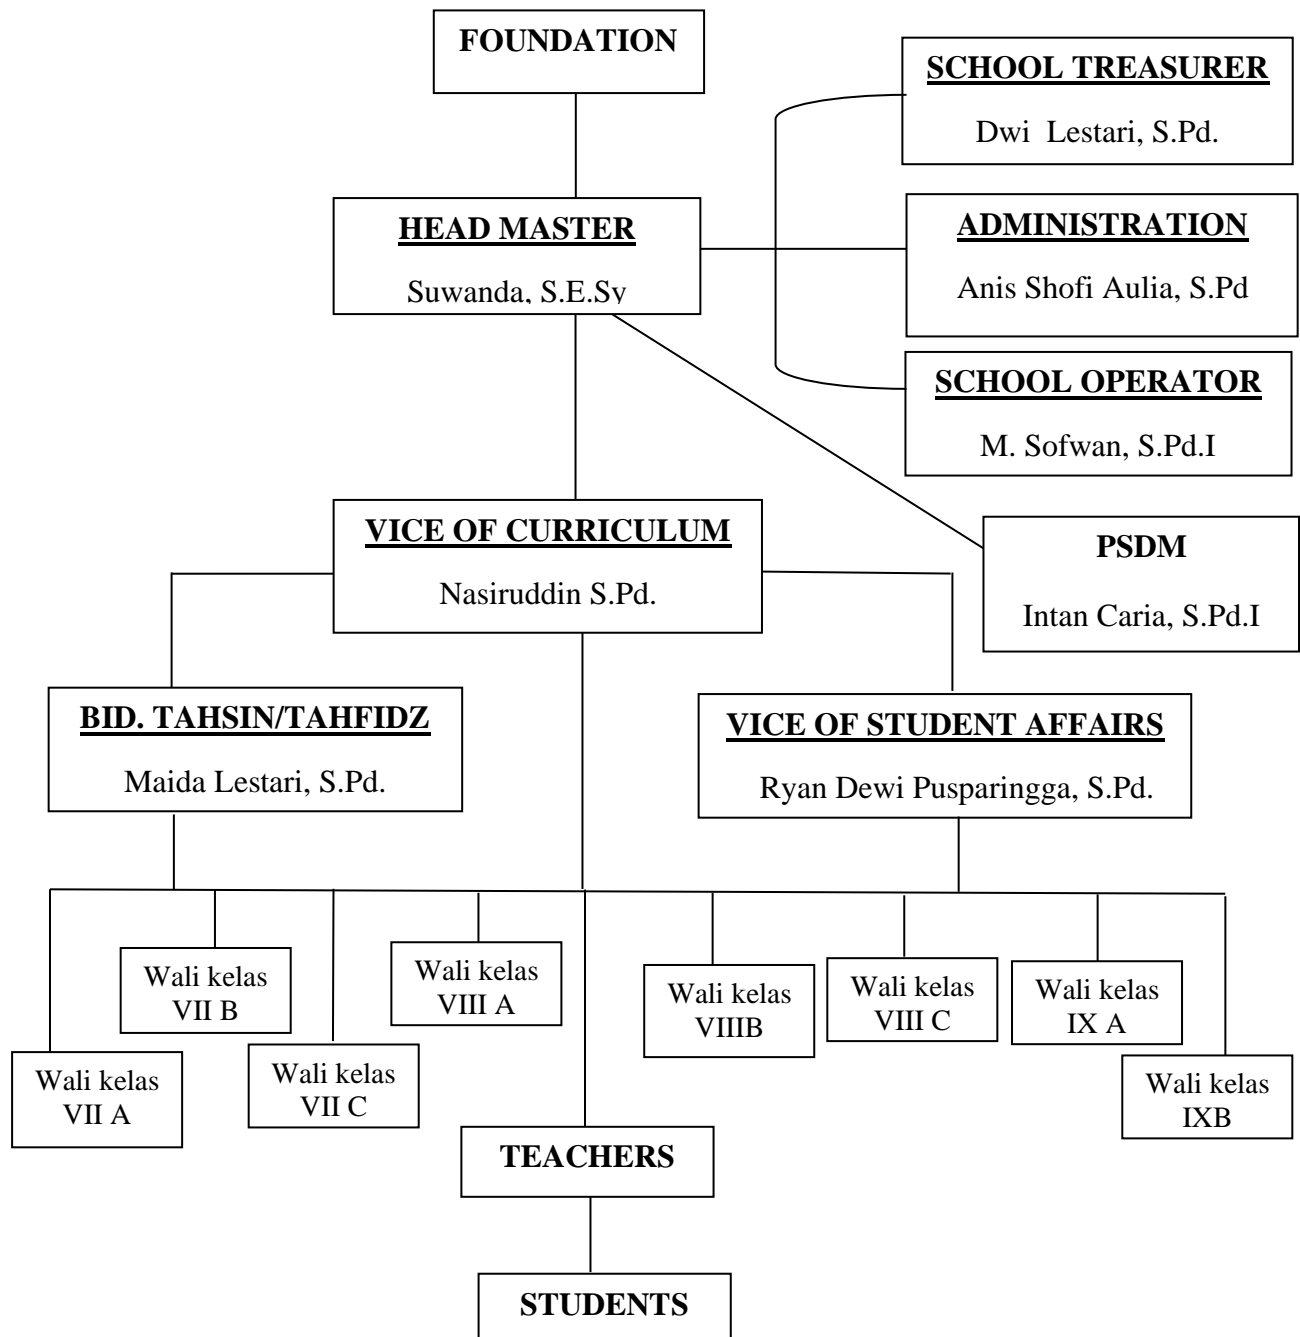 FOUNDATION
SCHOOL TREASURER
Dwi Lestari, S.Pd.
HEAD MASTER
Suwanda, S.E.Sy
ADMINISTRATION
Anis Shofi Aulia, S.Pd
SCHOOL OPERATOR
M. Sofwan, S.Pd.I
VICE OF CURRICULUM
Nasiruddin S.Pd.
PSDM
Intan Caria, S.Pd.I
BID. TAHSIN/TAHFIDZ
Maida Lestari, S.Pd.
VICE OF STUDENT AFFAIRS
Ryan Dewi Pusparingga, S.Pd.
Wali kelas
VII A
Wali kelas
VII B
Wali kelas
VII C
Wali kelas
VIII A
Wali kelas
VIIIB
Wali kelas
VIII C
Wali kelas
IX A
Wali kelas
IXB
TEACHERS
STUDENTS